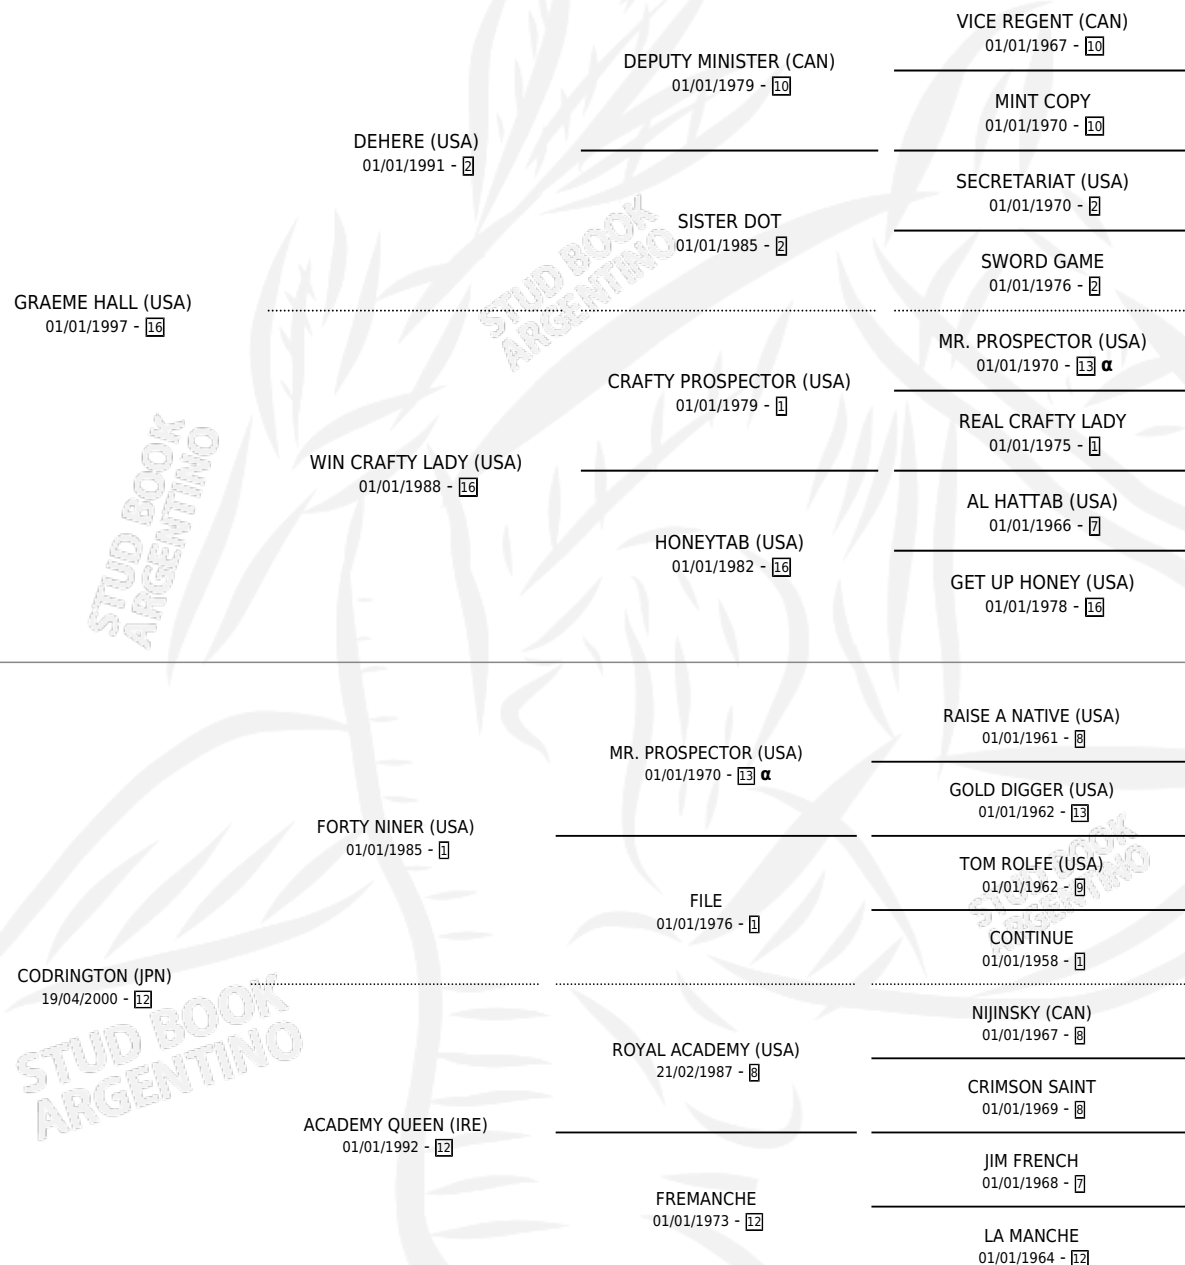 VICE REGENT (CAN)
01/01/1967 - 10
DEPUTY MINISTER (CAN)
01/01/1979 - 10
MINT COPY
01/01/1970 - 10
DEHERE (USA)
01/01/1991 - 2
SECRETARIAT (USA)
01/01/1970 - 2
SISTER DOT
01/01/1985 - 2
SWORD GAME
01/01/1976 - 2
STUD BOOK
ARGENTINO
GRAEME HALL (USA)
01/01/1997 - 16
MR. PROSPECTOR (USA)
01/01/1970 - 13 α
CRAFTY PROSPECTOR (USA)
01/01/1979 - 1
REAL CRAFTY LADY
01/01/1975 - 1
WIN CRAFTY LADY (USA)
01/01/1988 - 16
AL HATTAB (USA)
01/01/1966 - 7
HONEYTAB (USA)
01/01/1982 - 16
GET UP HONEY (USA)
01/01/1978 - 16
STUD BOOK
ARGENTINO
RAISE A NATIVE (USA)
01/01/1961 - 8
MR. PROSPECTOR (USA)
01/01/1970 - 13 α
GOLD DIGGER (USA)
01/01/1962 - 13
FORTY NINER (USA)
01/01/1985 - 1
TOM ROLFE (USA)
01/01/1962 - 9
FILE
01/01/1976 - 1
CONTINUE
01/01/1958 - 1
STUD BOOK
ARGENTINO
CODRINGTON (JPN)
19/04/2000 - 12
NIJINSKY (CAN)
01/01/1967 - 8
ROYAL ACADEMY (USA)
21/02/1987 - 8
CRIMSON SAINT
01/01/1969 - 8
STUD BOOK
ARGENTINO
ACADEMY QUEEN (IRE)
01/01/1992 - 12
JIM FRENCH
01/01/1968 - 7
FREMANCHE
01/01/1973 - 12
LA MANCHE
01/01/1964 - 12